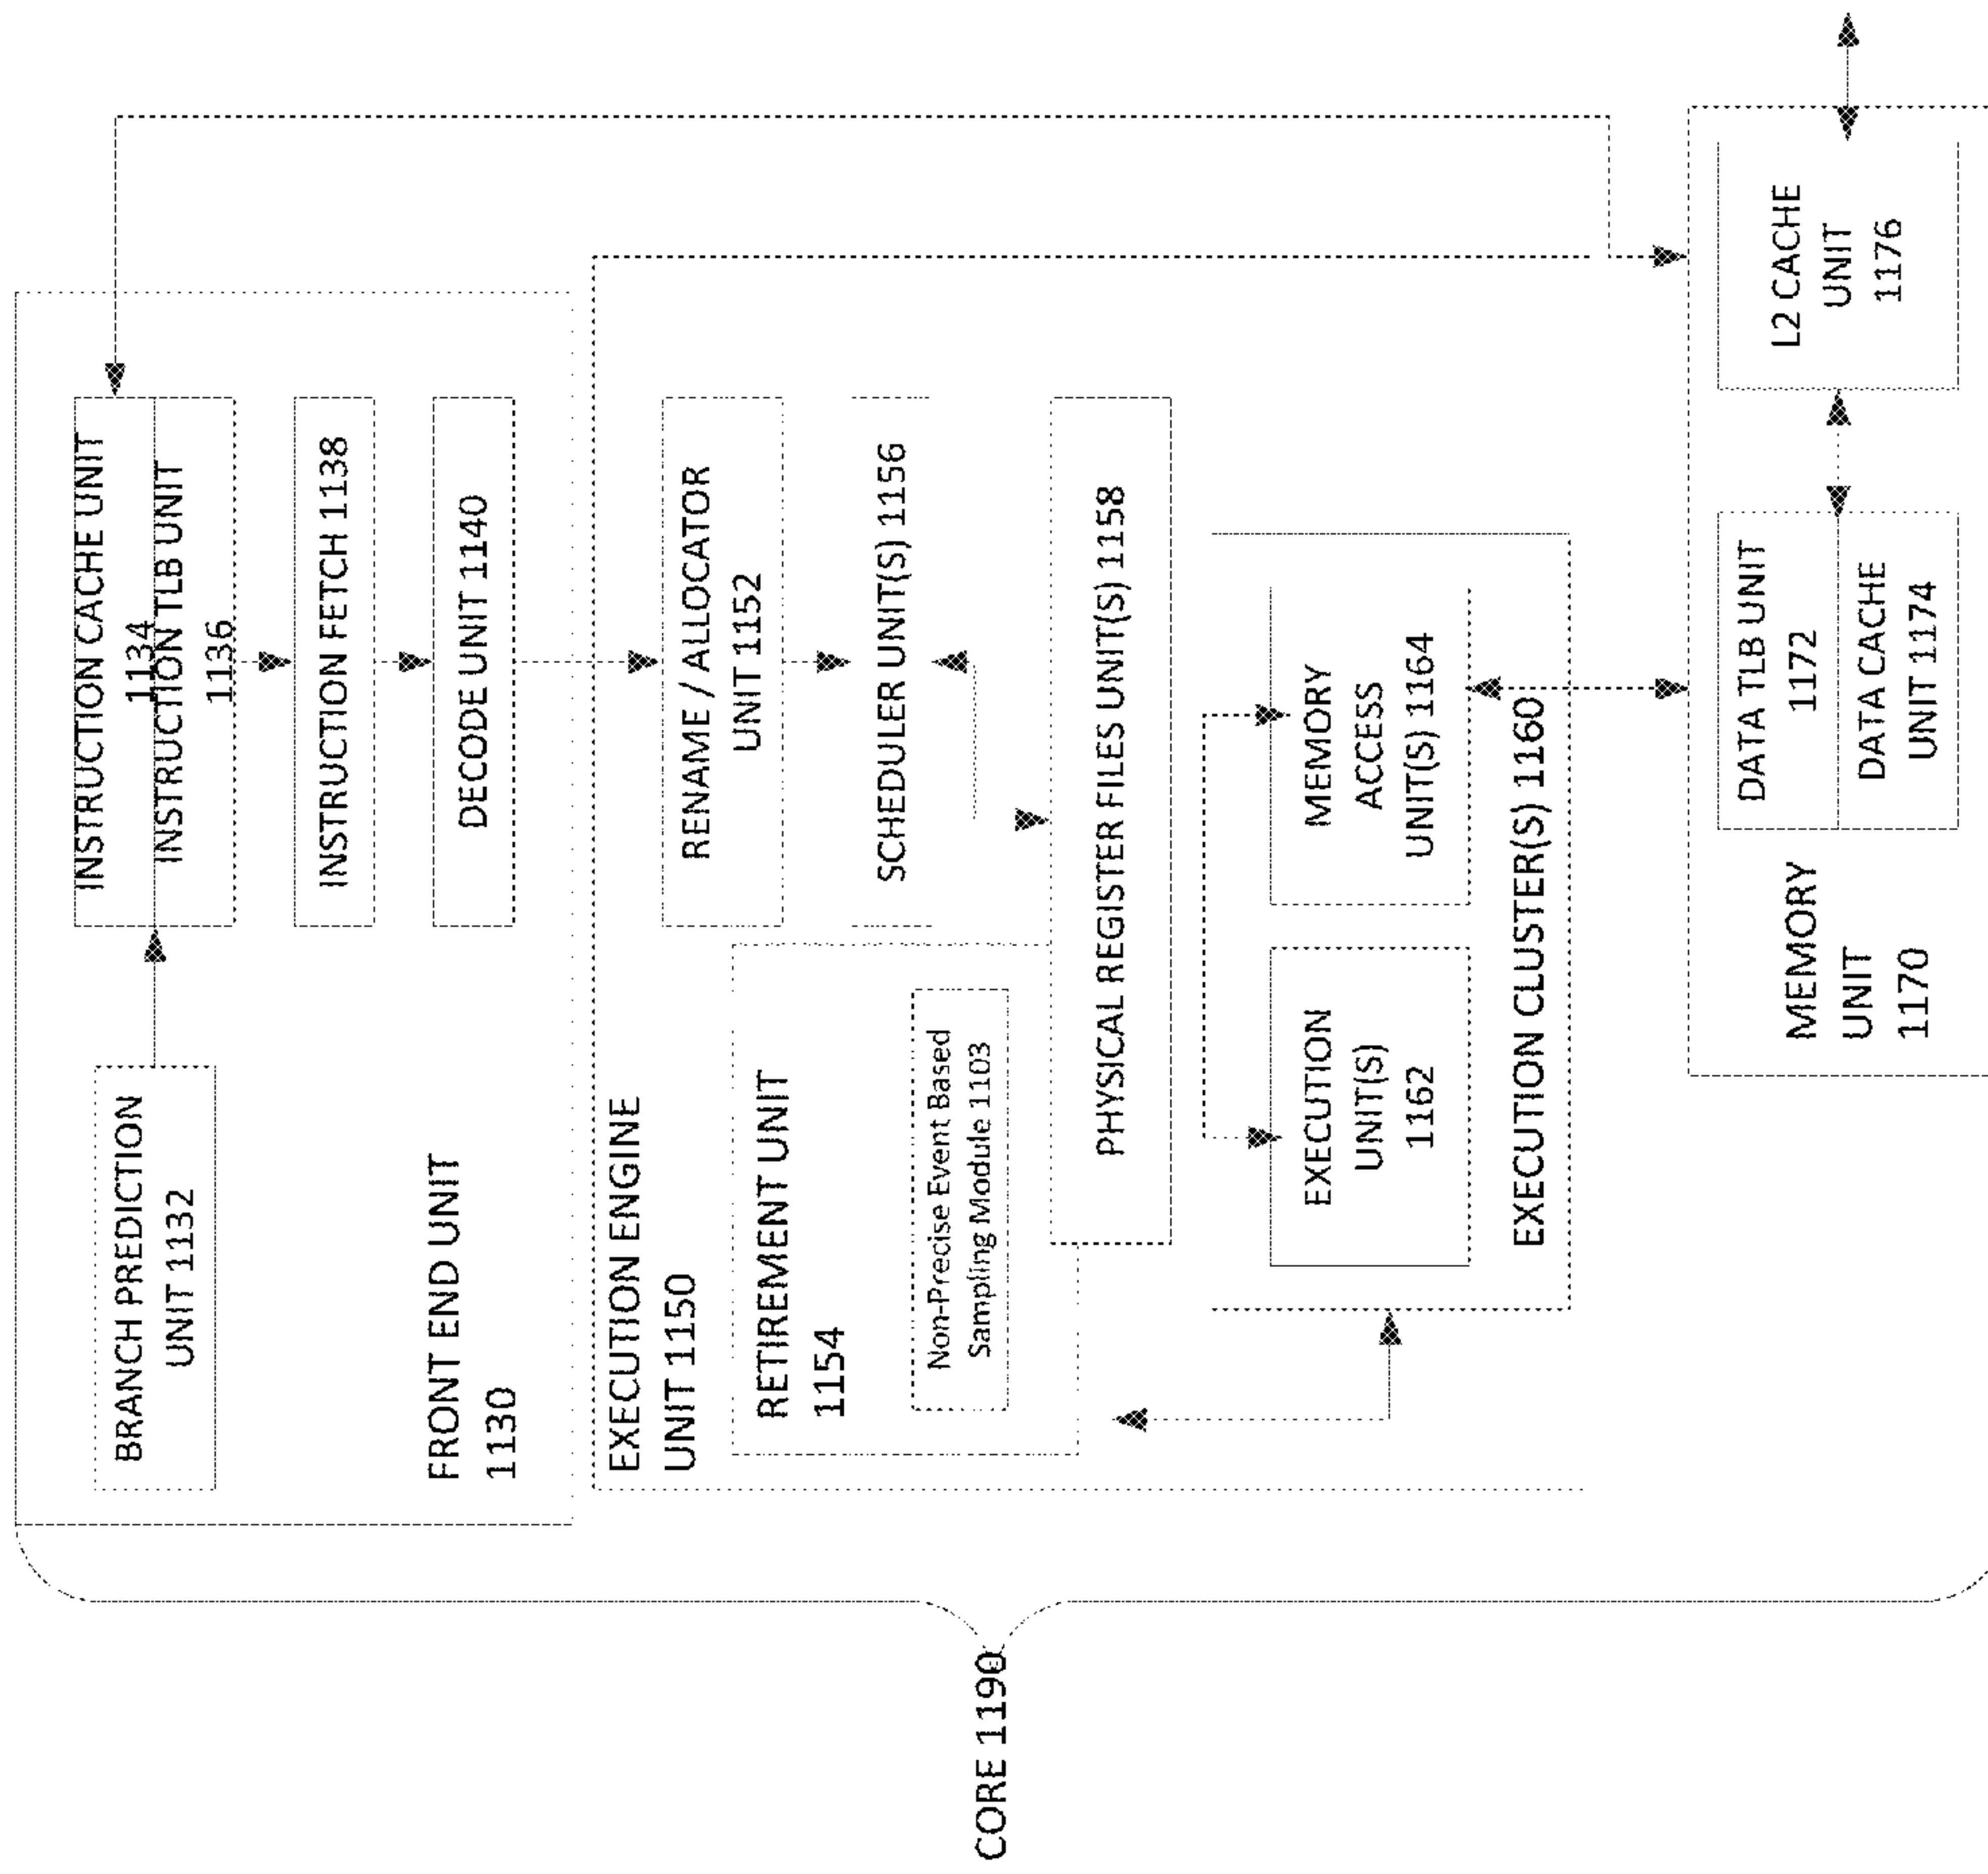 BRANCH PREDICTION
UNIT 1132
INSTRUCTION CACHE UNIT
1134
INSTRUCTION TLB UNIT
1136
INSTRUCTION FETCH 1138
DECODE UNIT 1140
FRONT END UNIT
1130
EXECUTION ENGINE
UNIT 1150
RENAME / ALLOCATOR
UNIT 1152
RETIREMENT UNIT
1154
SCHEDULER UNIT(S) 1156
Non-Precise Event Based
Sampling Module 1103
PHYSICAL REGISTER FILES UNIT(S) 1158
EXECUTION
UNIT(S)
1162
MEMORY
ACCESS
UNIT(S) 1164
EXECUTION CLUSTER(S) 1160
CORE 1190
MEMORY
UNIT
1170
DATA TLB UNIT
1172
DATA CACHE
UNIT 1174
L2 CACHE
UNIT
1176